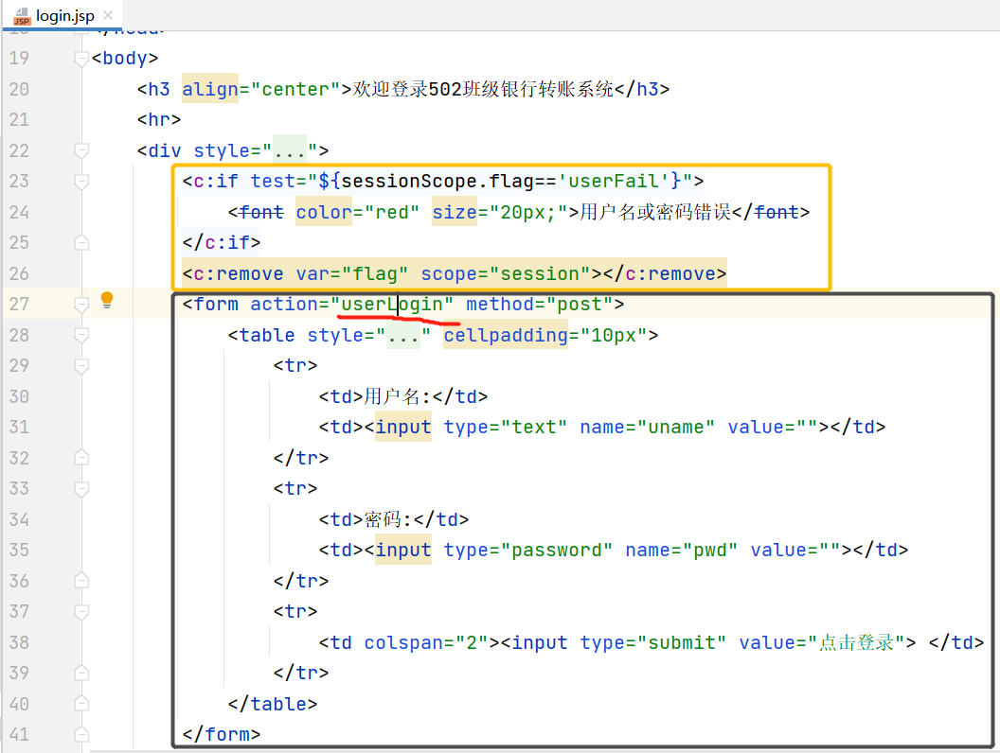 JSP login.jsp ×
18 </head>
19 <body>
20 <h3 align="center">欢迎登录502班级银行转账系统</h3>
21 <hr>
22 <div style="...">
23 <c:if test="${sessionScope.flag=='userFail'}">
24 <font color="red" size="20px;">用户名或密码错误</font>
25 </c:if>
26 <c:remove var="flag" scope="session"></c:remove>
27 <form action="userLogin" method="post">
28 <table style="..." cellpadding="10px">
29 <tr>
30 <td>用户名:</td>
31 <td><input type="text" name="uname" value=""></td>
32 </tr>
33 <tr>
34 <td>密码:</td>
35 <td><input type="password" name="pwd" value=""></td>
36 </tr>
37 <tr>
38 <td colspan="2"><input type="submit" value="点击登录"> </td>
39 </tr>
40 </table>
41 </form>